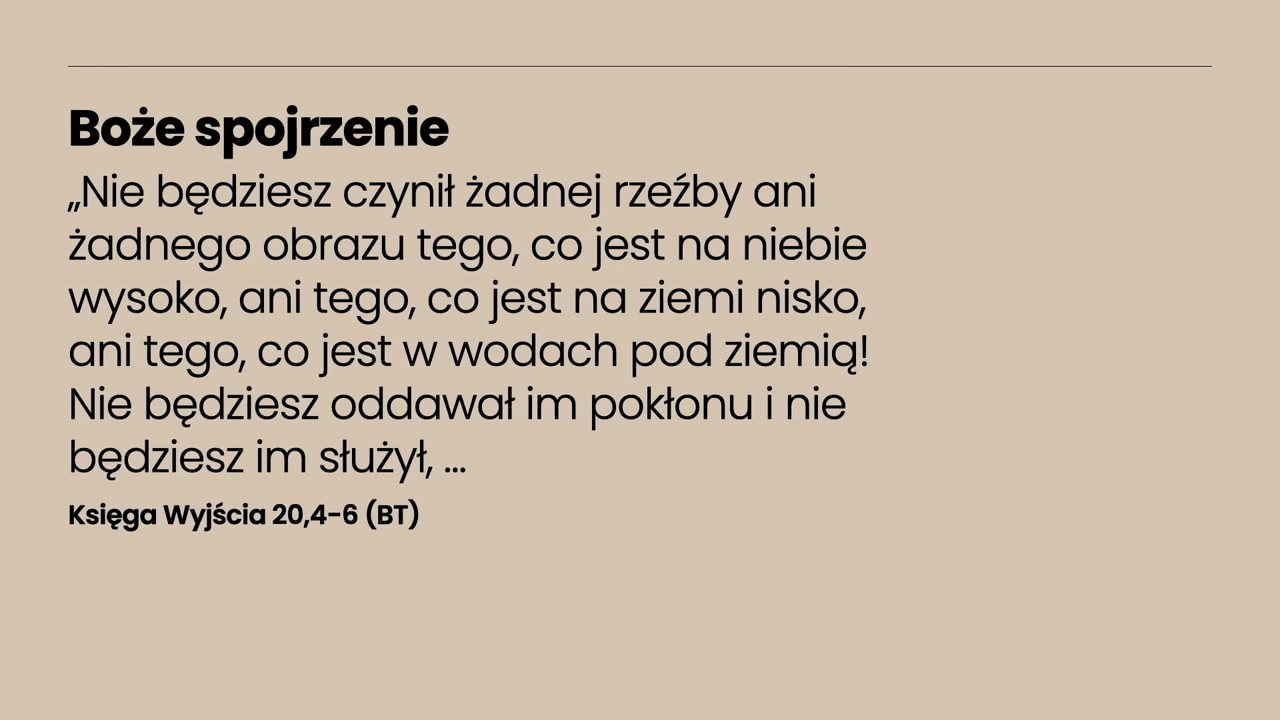 Boże spojrzenie
„Nie będziesz czynił żadnej rzeźby ani
żadnego obrazu tego, co jest na niebie
wysoko, ani tego, co jest na ziemi nisko,
ani tego, co jest w wodach pod ziemią!
Nie będziesz oddawał im pokłonu i nie
będziesz im służył, ...
Księga Wyjścia 20,4-6 (BT)